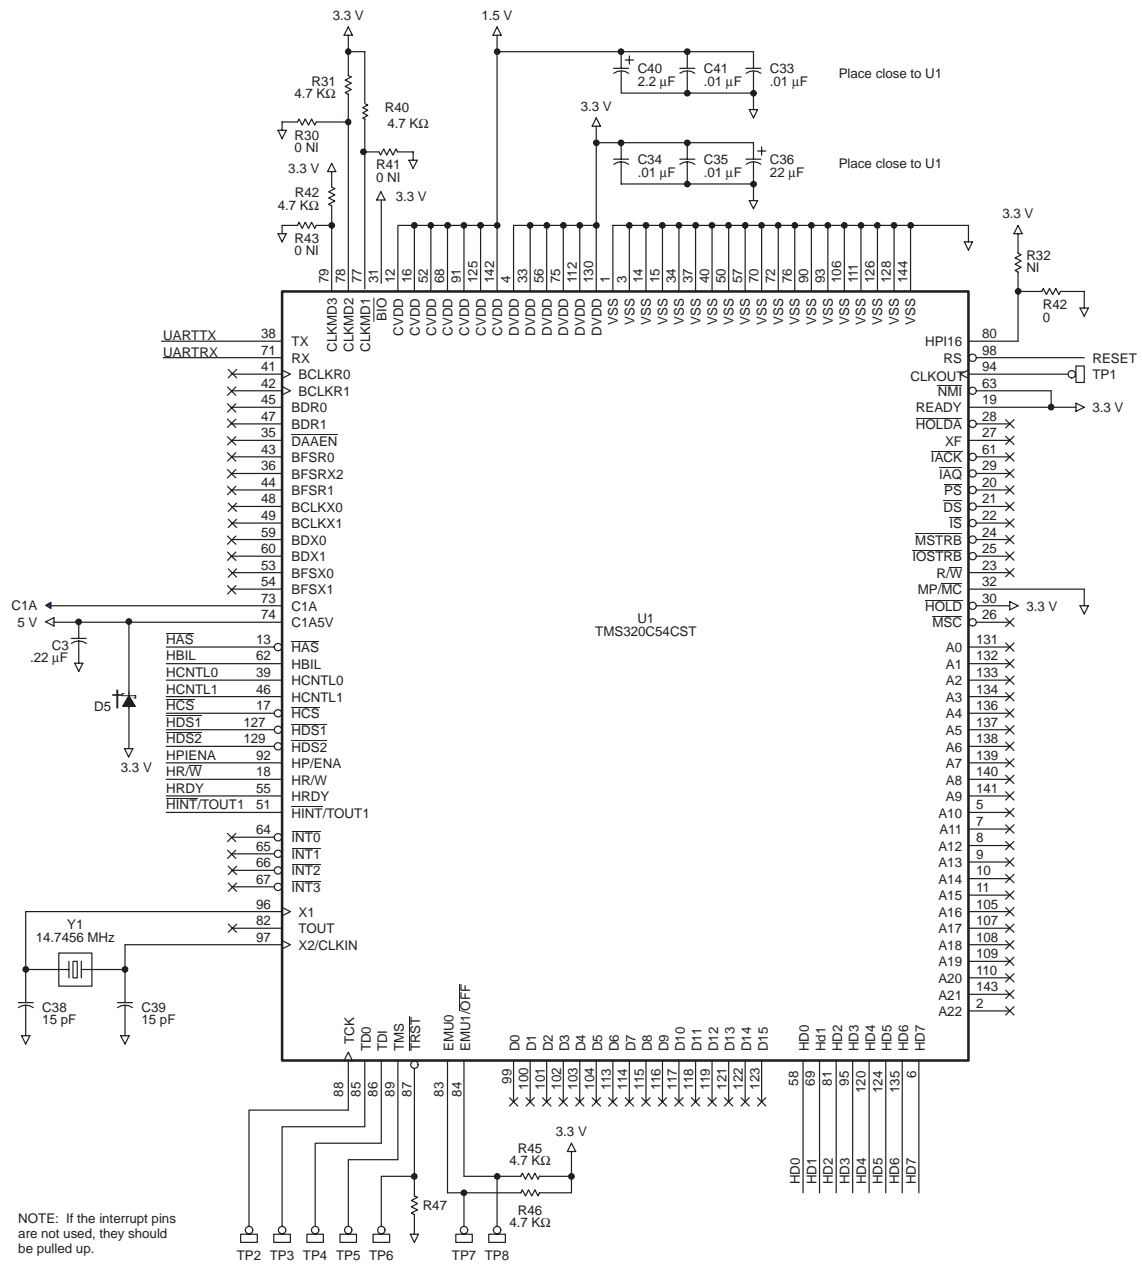 3.3 V
1.5 V
R31
4.7 KΩ
R40
4.7 KΩ
R30
0 NI
R41
0 NI
3.3 V
R42
4.7 KΩ
3.3 V
R43
0 NI
C40
2.2 µF
C41
.01 µF
C33
.01 µF
Place close to U1
3.3 V
C34
.01 µF
C35
.01 µF
C36
22 µF
Place close to U1
3.3 V
R32
NI
R42
0
79 78 77 31 12 16 52 68 91 125 142 4 33 56 75 112 130 1 3 14 15 34 37 40 50 57 70 72 76 90 93 106 111 126 128 144
CLKMD3 CLKMD2 CLKMD1 BIO CVDD CVDD CVDD CVDD CVDD CVDD CVDD DVDD DVDD DVDD DVDD DVDD DVDD VSS VSS VSS VSS VSS VSS VSS VSS VSS VSS VSS VSS VSS VSS VSS VSS VSS VSS VSS
UARTTX 38 TX
UARTRX 71 RX
41 BCLKR0
42 BCLKR1
45 BDR0
47 BDR1
35 DAAEN
43 BFSR0
36 BFSRX2
44 BFSR1
48 BCLKX0
49 BCLKX1
59 BDX0
60 BDX1
53 BFSX0
54 BFSX1
C1A 73 C1A
5 V 74 C1A5V
C3
.22 µF
D5
3.3 V
HAS 13 HAS
HBIL 62 HBIL
HCNTL0 39 HCNTL0
HCNTL1 46 HCNTL1
HCS 17 HCS
HDS1 127 HDS1
HDS2 129 HDS2
HPIENA 92 HP/ENA
HR/W 18 HR/W
HRDY 55 HRDY
HINT/TOUT1 51 HINT/TOUT1
64 INT0
65 INT1
66 INT2
67 INT3
96 X1
82 TOUT
97 X2/CLKIN
Y1
14.7456 MHz
C38
15 pF
C39
15 pF
U1
TMS320C54CST
HPI16 80
RS 98 RESET
CLKOUT 94 TP1
NMI 63
READY 19 3.3 V
HOLDA 28
XF 27
IACK 61
IAQ 29
PS 20
DS 21
IS 22
MSTRB 24
IOSTRB 25
R/W 23
MP/MC 32
HOLD 30 3.3 V
MSC 26
A0 131
A1 132
A2 133
A3 134
A4 136
A5 137
A6 138
A7 139
A8 140
A9 141
A10 5
A11 7
A12 8
A13 9
A14 10
A15 11
A16 105
A17 107
A18 108
A19 109
A20 110
A21 143
A22 2
TCK TD0 TDI TMS TRST EMU0 EMU1/OFF D0 D1 D2 D3 D4 D5 D6 D7 D8 D9 D10 D11 D12 D13 D14 D15 HD0 Hd1 HD2 HD3 HD4 HD5 HD6 HD7
88 85 86 89 87 83 84 99 100 101 102 103 104 113 114 115 116 117 118 119 121 122 123 58 69 81 95 120 124 135 6
HD0 HD1 HD2 HD3 HD4 HD5 HD6 HD7
3.3 V
R45
4.7 KΩ
R46
4.7 KΩ
R47
TP2 TP3 TP4 TP5 TP6 TP7 TP8
NOTE: If the interrupt pins
are not used, they should
be pulled up.